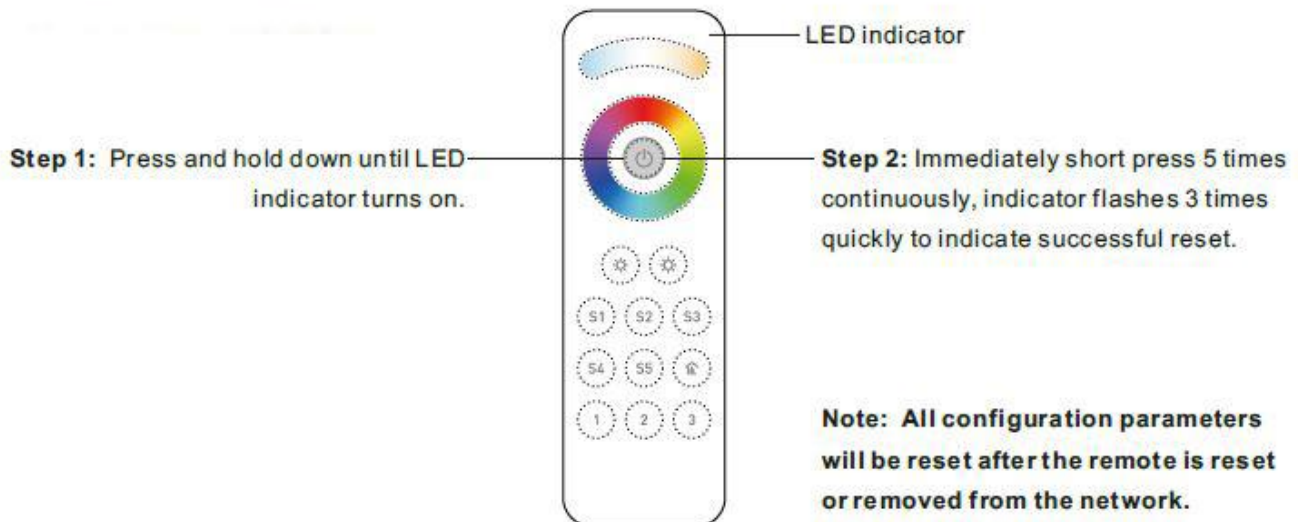 LED indicator
Step 1: Press and hold down until LED
indicator turns on.
Step 2: Immediately short press 5 times
continuously, indicator flashes 3 times
quickly to indicate successful reset.
S1 S2 S3
S4 S5
1 2 3
Note: All configuration parameters
will be reset after the remote is reset
or removed from the network.